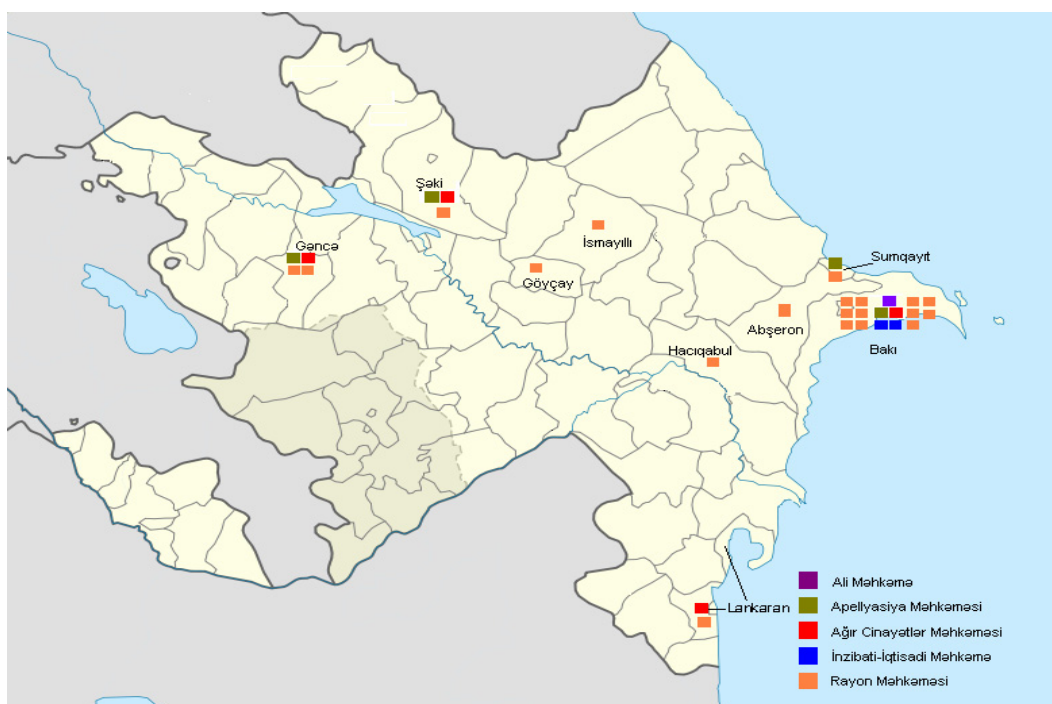 Şəki
İsmayıllı
Gəncə
Sumqayıt
Göyçay
Abşeron
Hacıqabul
Bakı
Lankaran
Ali Məhkəmə
Apellyasiya Məhkəməsi
Ağır Cinayətlər Məhkəməsi
İnzibati-İqtisadi Məhkəmə
Rayon Məhkəməsi